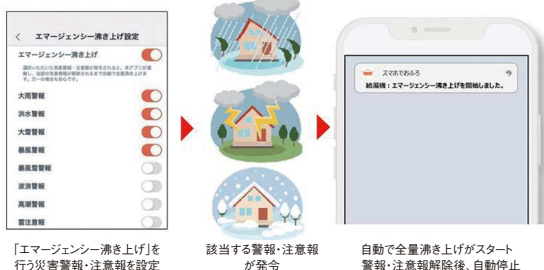 エマージェンシー沸き上げ設定
エマージェンシー沸き上げ
大雨警報
洪水警報
大雪警報
暴風警報
暴風雪警報
波浪警報
高潮警報
雷注意報
「エマージェンシー沸き上げ」を
行う災害警報・注意報を設定
該当する警報・注意報
が発令
スマホでおふろ
給湯機：エマージェンシー沸き上げを開始しました。
自動で全量沸き上げがスタート
警報・注意報解除後、自動停止